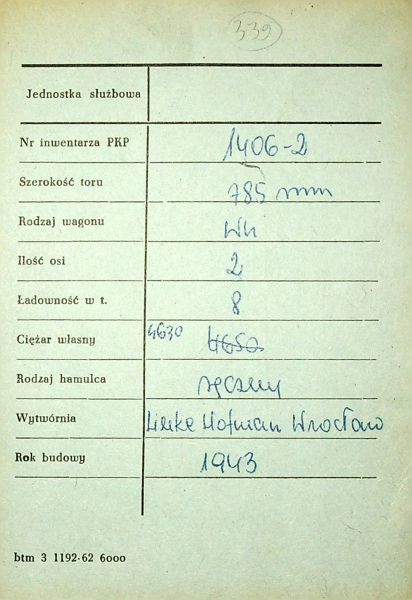 339
Jednostka służbowa
Nr inwentarza PKP 1406-2
Szerokość toru 785 mm
Rodzaj wagonu Wh
Ilość osi 2
Ładowność w t. 8
Ciężar własny 4630 4650
Rodzaj hamulca ręczny
Wytwórnia Linke Hofman Wrocław
Rok budowy 1943
btm 3 1192-62 6000